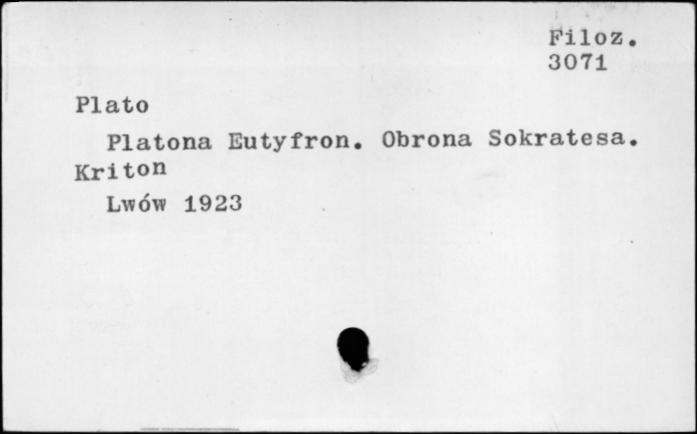 Filoz.
3071
Plato
Platona Eutyfron. Obrona Sokratesa.
Kriton
Lwów 1923